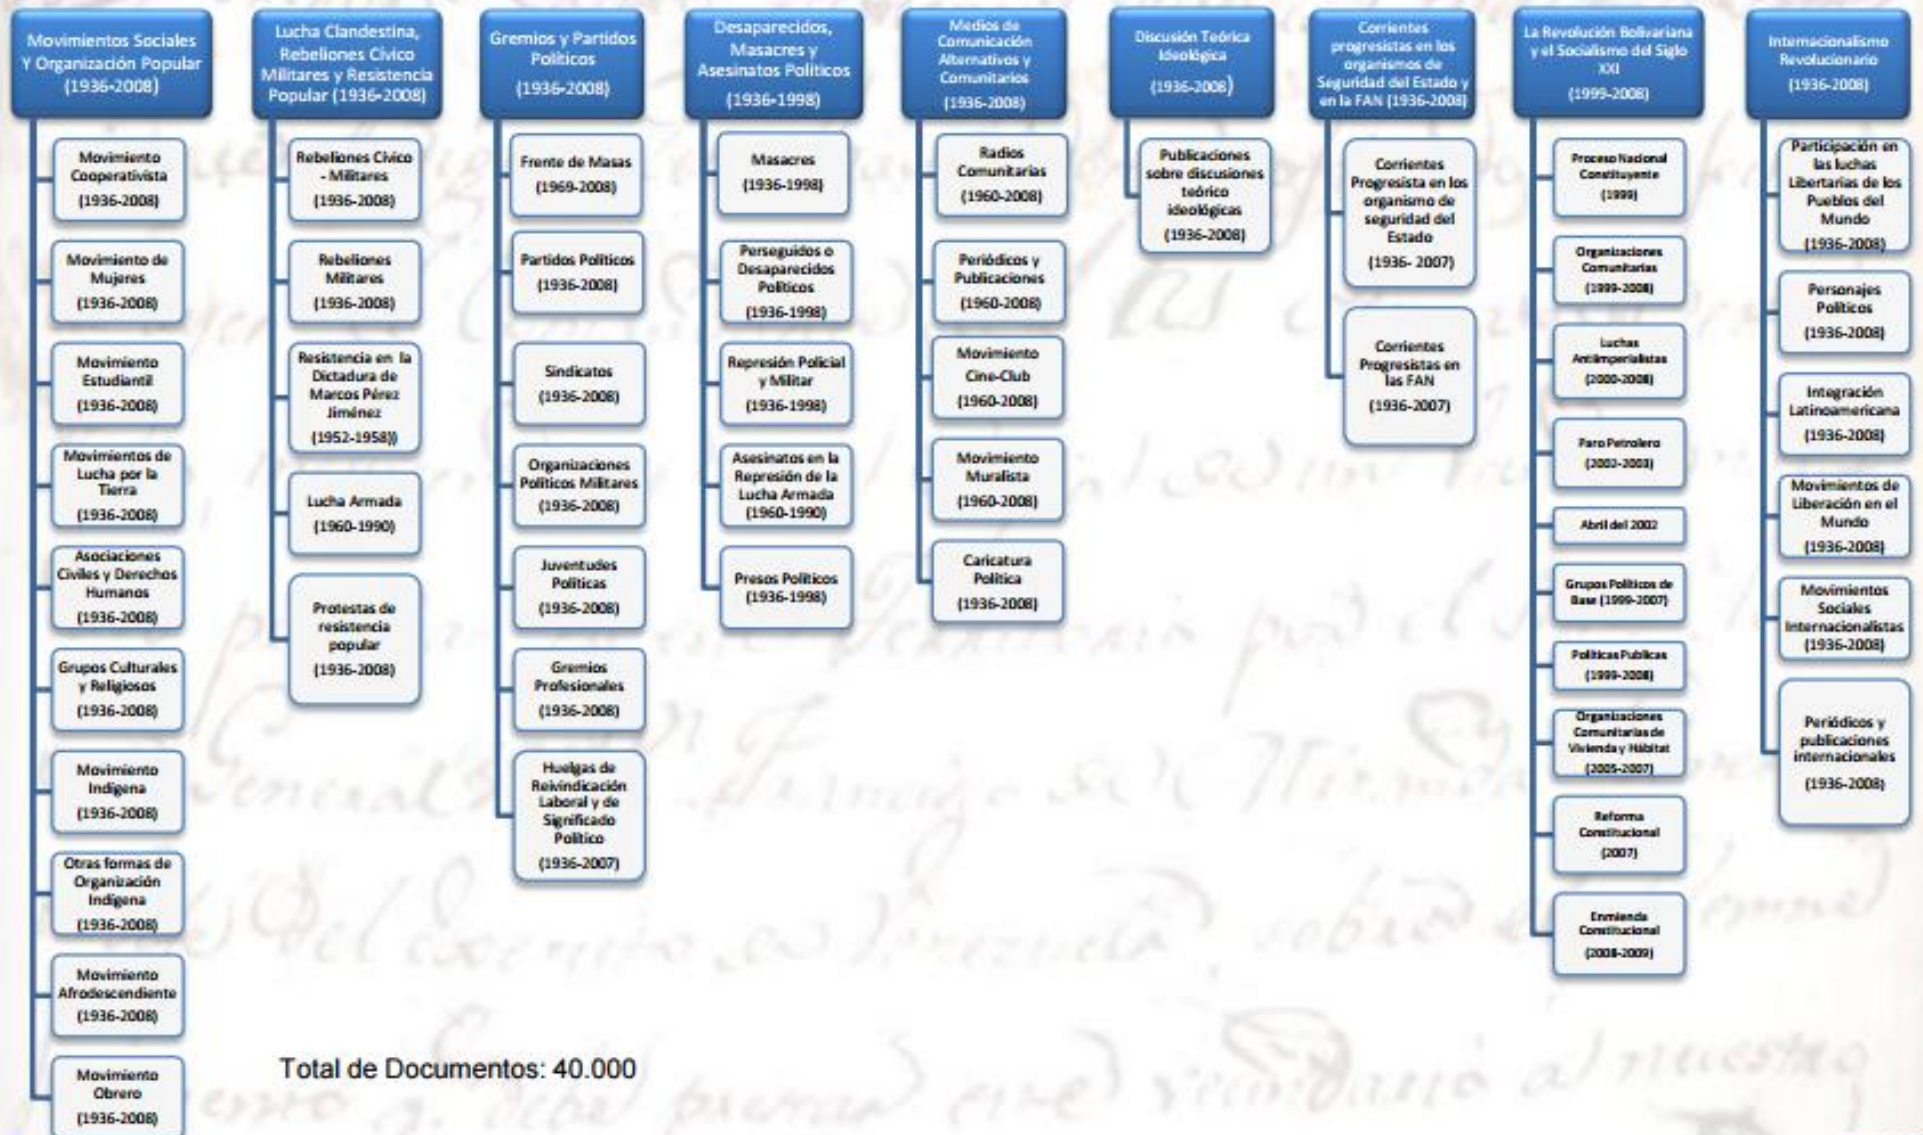 Movimientos Sociales
Y Organización Popular
(1936-2008)
Movimiento
Cooperativista
(1936-2008)
Movimiento de
Mujeres
(1936-2008)
Movimiento
Estudiantil
(1936-2008)
Movimientos de
Lucha por la
Tierra
(1936-2008)
Asociaciones
Civiles y Derechos
Humanos
(1936-2008)
Grupos Culturales
y Religiosos
(1936-2008)
Movimiento
Indígena
(1936-2008)
Otras formas de
Organización
Indígena
(1936-2008)
Movimiento
Afrodescendiente
(1936-2008)
Movimiento
Obrero
(1936-2008)
Lucha Clandestina,
Rebeliones Cívico
Militares y Resistencia
Popular (1936-2008)
Rebeliones Cívico
- Militares
(1936-2008)
Rebeliones
Militares
(1936-2008)
Resistencia en la
Dictadura de
Marcos Pérez
Jiménez
(1952-1958))
Lucha Armada
(1960-1990)
Protestas de
resistencia
popular
(1936-2008)
Gremios y Partidos
Políticos
(1936-2008)
Frente de Masas
(1969-2008)
Partidos Políticos
(1936-2008)
Sindicatos
(1936-2008)
Organizaciones
Políticos Militares
(1936-2008)
Juventudes
Políticas
(1936-2008)
Gremios
Profesionales
(1936-2008)
Huelgas de
Reivindicación
Laboral y de
Significado
Político
(1936-2007)
Desaparecidos,
Masacres y
Asesinatos Políticos
(1936-1998)
Masacres
(1936-1998)
Perseguidos o
Desaparecidos
Políticos
(1936-1998)
Represión Policial
y Militar
(1936-1998)
Asesinatos en la
Represión de la
Lucha Armada
(1960-1990)
Presos Políticos
(1936-1998)
Medios de
Comunicación
Alternativos y
Comunitarios
(1936-2008)
Radios
Comunitarias
(1960-2008)
Periódicos y
Publicaciones
(1960-2008)
Movimiento
Cine-Club
(1960-2008)
Movimiento
Muralista
(1960-2008)
Caricatura
Política
(1936-2008)
Discusión Teórica
Ideológica
(1936-2008)
Publicaciones
sobre discusiones
teórico
ideológicas
(1936-2008)
Corrientes
progresistas en los
organismos de
Seguridad del Estado y
en la FAN (1936-2008)
Corrientes
Progresista en los
organismo de
seguridad del
Estado
(1936- 2007)
Corrientes
Progresistas en
las FAN
(1936-2007)
La Revolución Bolivariana
y el Socialismo del Siglo
XXI
(1999-2008)
Proceso Nacional
Constituyente
(1999)
Organizaciones
Comunitarias
(1999-2008)
Luchas
Antiimperialistas
(2000-2008)
Paro Petrolero
(2002-2003)
Abril del 2002
Grupos Políticos de
Base (1999-2007)
Políticas Publicas
(1999-2008)
Organizaciones
Comunitarias de
Vivienda y Hábitat
(2005-2007)
Reforma
Constitucional
(2007)
Enmienda
Constitucional
(2008-2009)
Internacionalismo
Revolucionario
(1936-2008)
Participación en
las luchas
Libertarias de los
Pueblos del
Mundo
(1936-2008)
Personajes
Políticos
(1936-2008)
Integración
Latinoamericana
(1936-2008)
Movimientos de
Liberación en el
Mundo
(1936-2008)
Movimientos
Sociales
Internacionalistas
(1936-2008)
Periódicos y
publicaciones
internacionales
(1936-2008)
Total de Documentos: 40.000